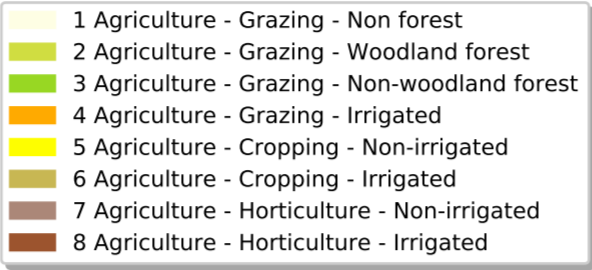 1 Agriculture - Grazing - Non forest
2 Agriculture - Grazing - Woodland forest
3 Agriculture - Grazing - Non-woodland forest
4 Agriculture - Grazing - Irrigated
5 Agriculture - Cropping - Non-irrigated
6 Agriculture - Cropping - Irrigated
7 Agriculture - Horticulture - Non-irrigated
8 Agriculture - Horticulture - Irrigated